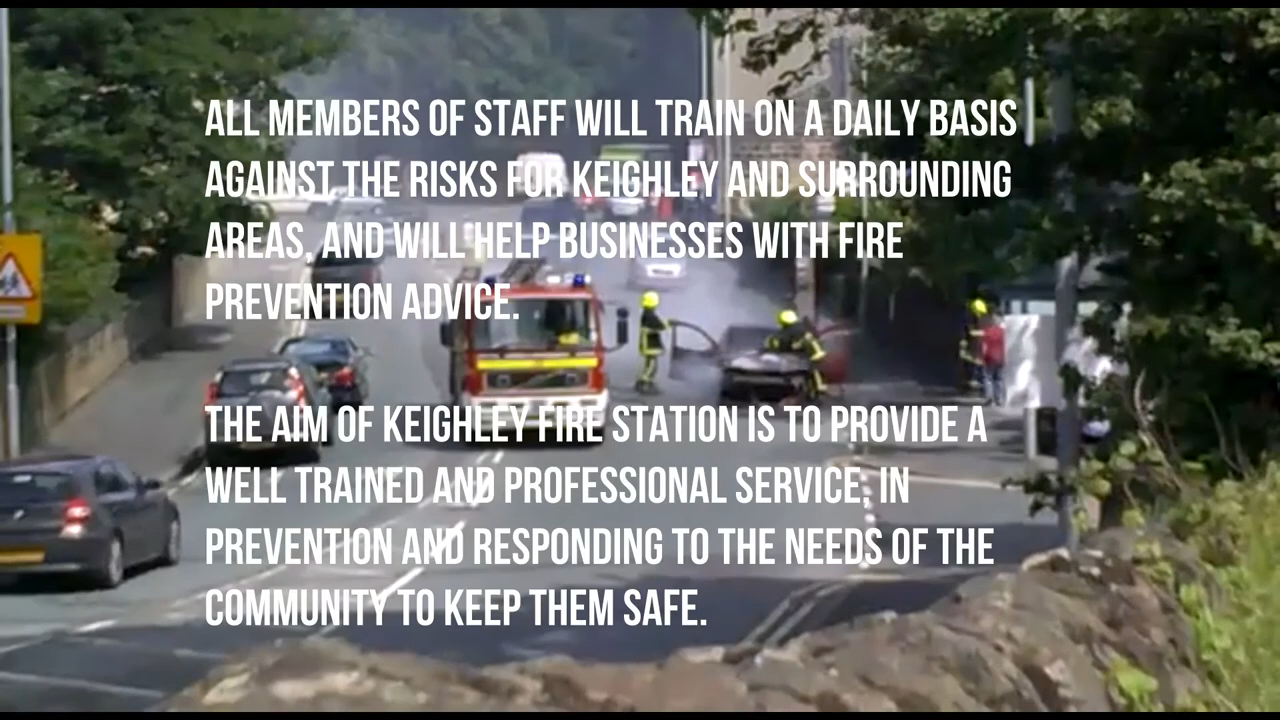 ALL MEMBERS OF STAFF WILL TRAIN ON A DAILY BASIS
AGAINST THE RISKS FOR KEIGHLEY AND SURROUNDING
AREAS, AND WILL HELP BUSINESSES WITH FIRE
PREVENTION ADVICE.
THE AIM OF KEIGHLEY FIRE STATION IS TO PROVIDE A
WELL TRAINED AND PROFESSIONAL SERVICE, IN
PREVENTION AND RESPONDING TO THE NEEDS OF THE
COMMUNITY TO KEEP THEM SAFE.